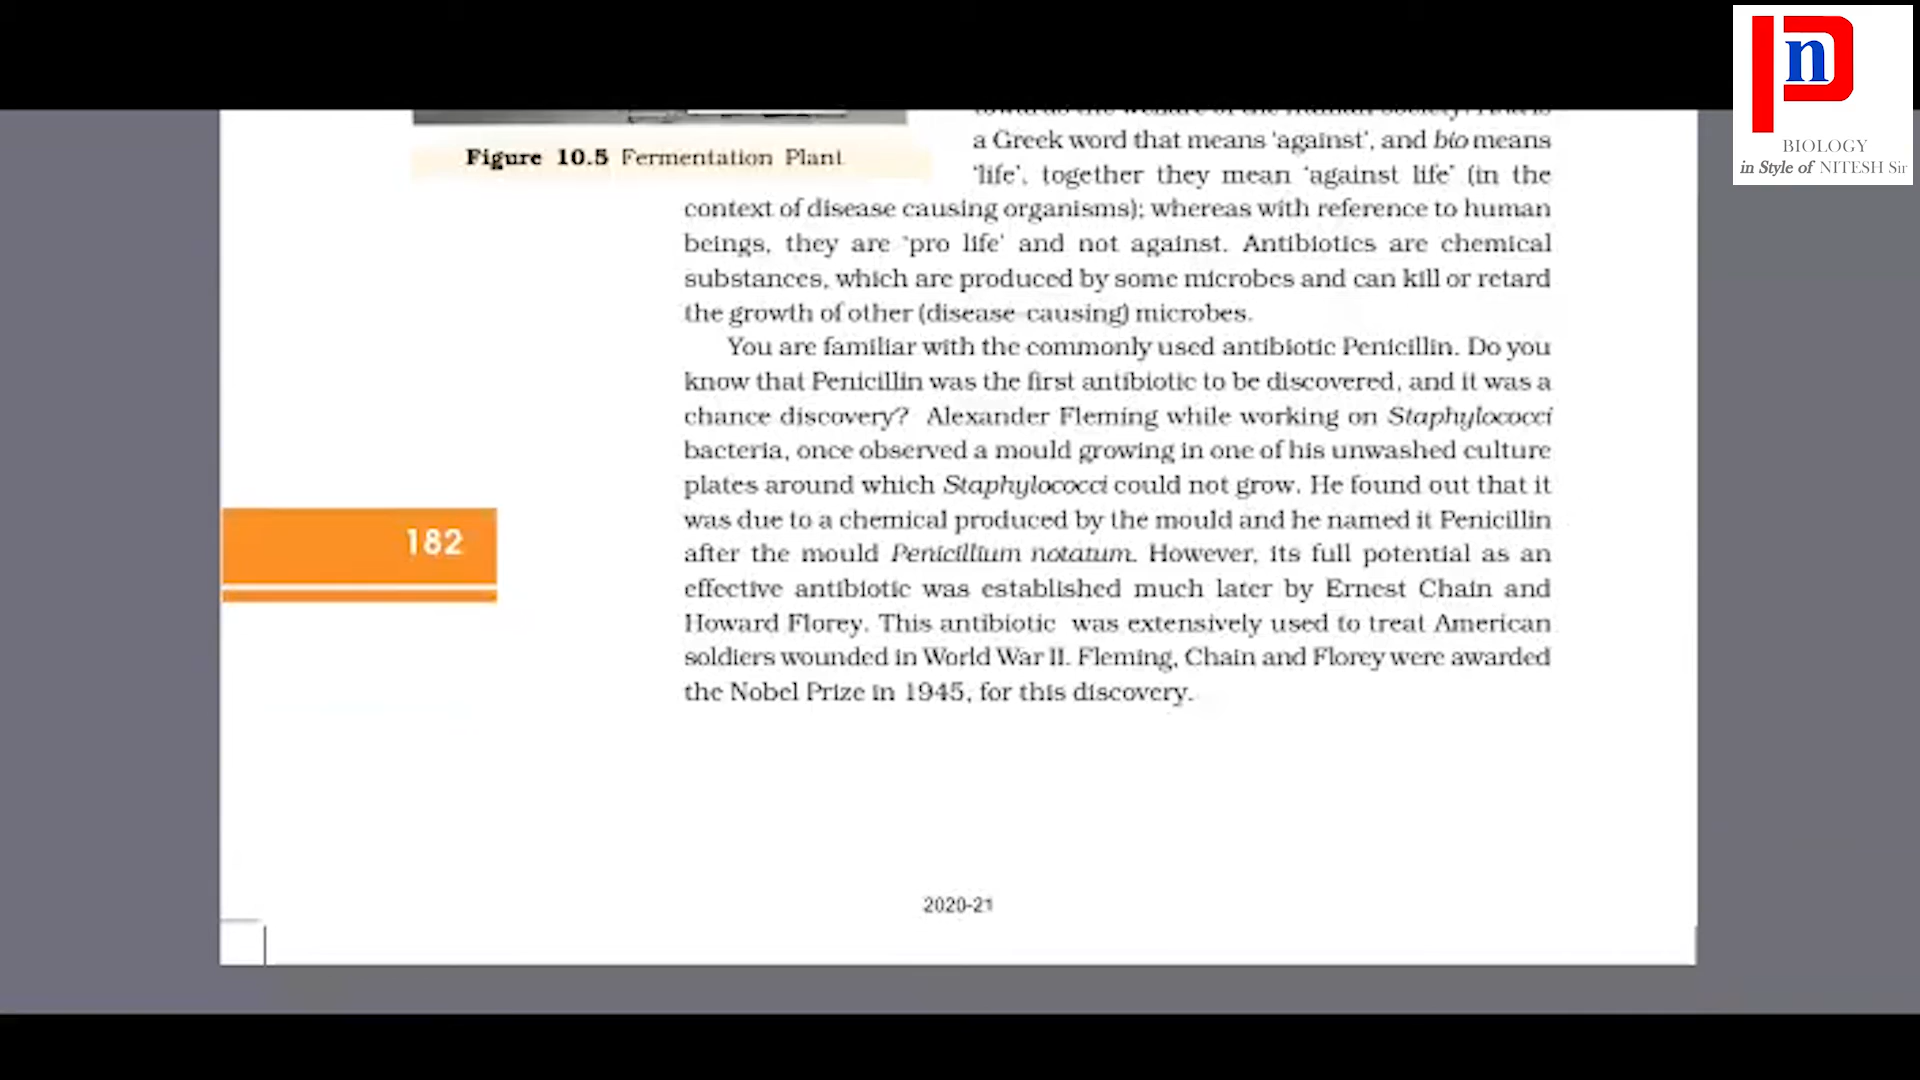 n
BIOLOGY
in Style of NITESH Sir
Figure 10.5 Fermentation Plant
a Greek word that means 'against', and bio means
'life', together they mean 'against life' (in the
context of disease causing organisms); whereas with reference to human
beings, they are 'pro life' and not against. Antibiotics are chemical
substances, which are produced by some microbes and can kill or retard
the growth of other (disease-causing) microbes.
You are familiar with the commonly used antibiotic Penicillin. Do you
know that Penicillin was the first antibiotic to be discovered, and it was a
chance discovery? Alexander Fleming while working on Staphylococci
bacteria, once observed a mould growing in one of his unwashed culture
plates around which Staphylococci could not grow. He found out that it
was due to a chemical produced by the mould and he named it Penicillin
after the mould Penicillium notatum. However, its full potential as an
effective antibiotic was established much later by Ernest Chain and
Howard Florey. This antibiotic was extensively used to treat American
soldiers wounded in World War II. Fleming, Chain and Florey were awarded
the Nobel Prize in 1945, for this discovery.
182
2020-21